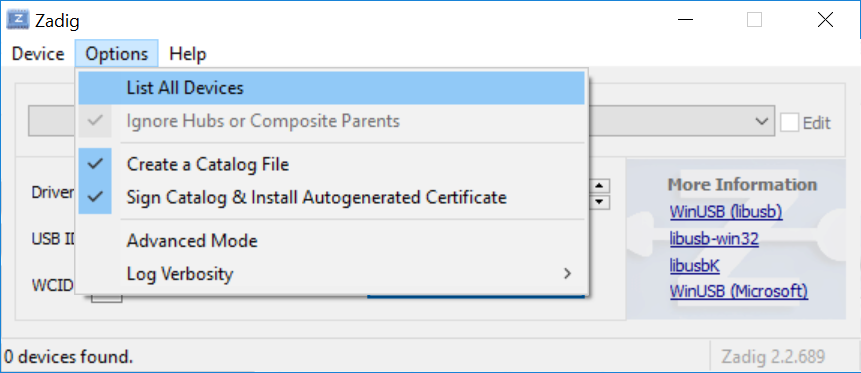 Zadig
Device Options Help
List All Devices
Ignore Hubs or Composite Parents
Edit
Create a Catalog File
Sign Catalog & Install Autogenerated Certificate
Advanced Mode
Log Verbosity
Driver
USB ID
WCID
More Information
WinUSB (libusb)
libusb-win32
libusbK
WinUSB (Microsoft)
0 devices found.
Zadig 2.2.689